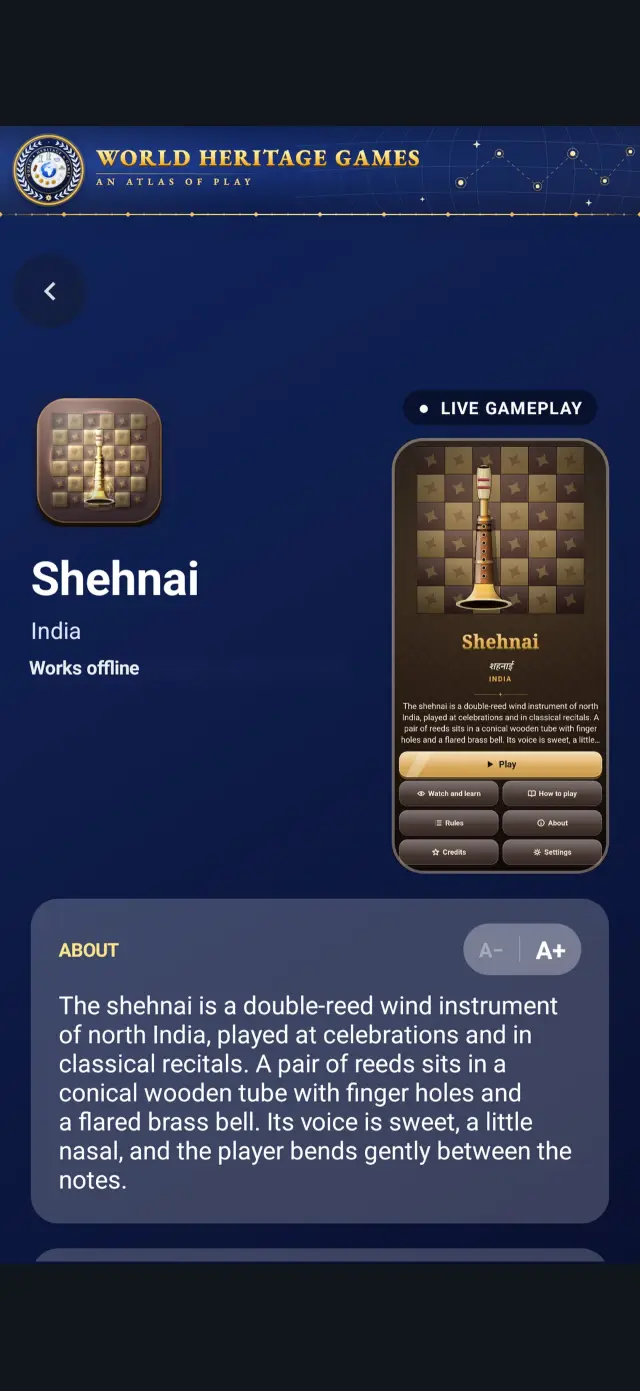 WORLD HERITAGE GAMES
AN ATLAS OF PLAY
LIVE GAMEPLAY
Shehnai
India
Works offline
Shehnai
शहनाई
INDIA
The shehnai is a double-reed wind instrument of north
India, played at celebrations and in classical recitals. A
pair of reeds sits in a conical wooden tube with finger
holes and a flared brass bell. Its voice is sweet, a little...
Play
Watch and learn
How to play
Rules
About
Credits
Settings
ABOUT
A− A+
The shehnai is a double-reed wind instrument
of north India, played at celebrations and in
classical recitals. A pair of reeds sits in a
conical wooden tube with finger holes and
a flared brass bell. Its voice is sweet, a little
nasal, and the player bends gently between the
notes.